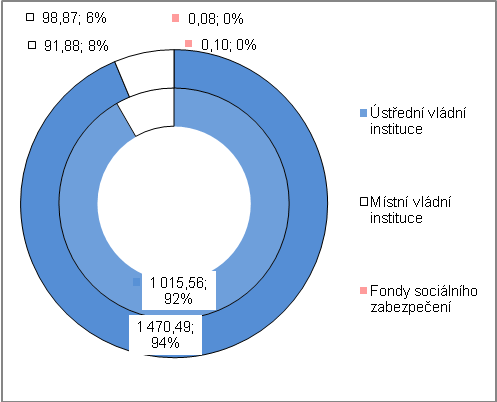 98,87; 6%
0,08; 0%
91,88; 8%
0,10; 0%
Ústřední vládní
instituce
Místní vládní
instituce
Fondy sociálního
zabezpečení
1 015,56;
92%
1 470,49;
94%